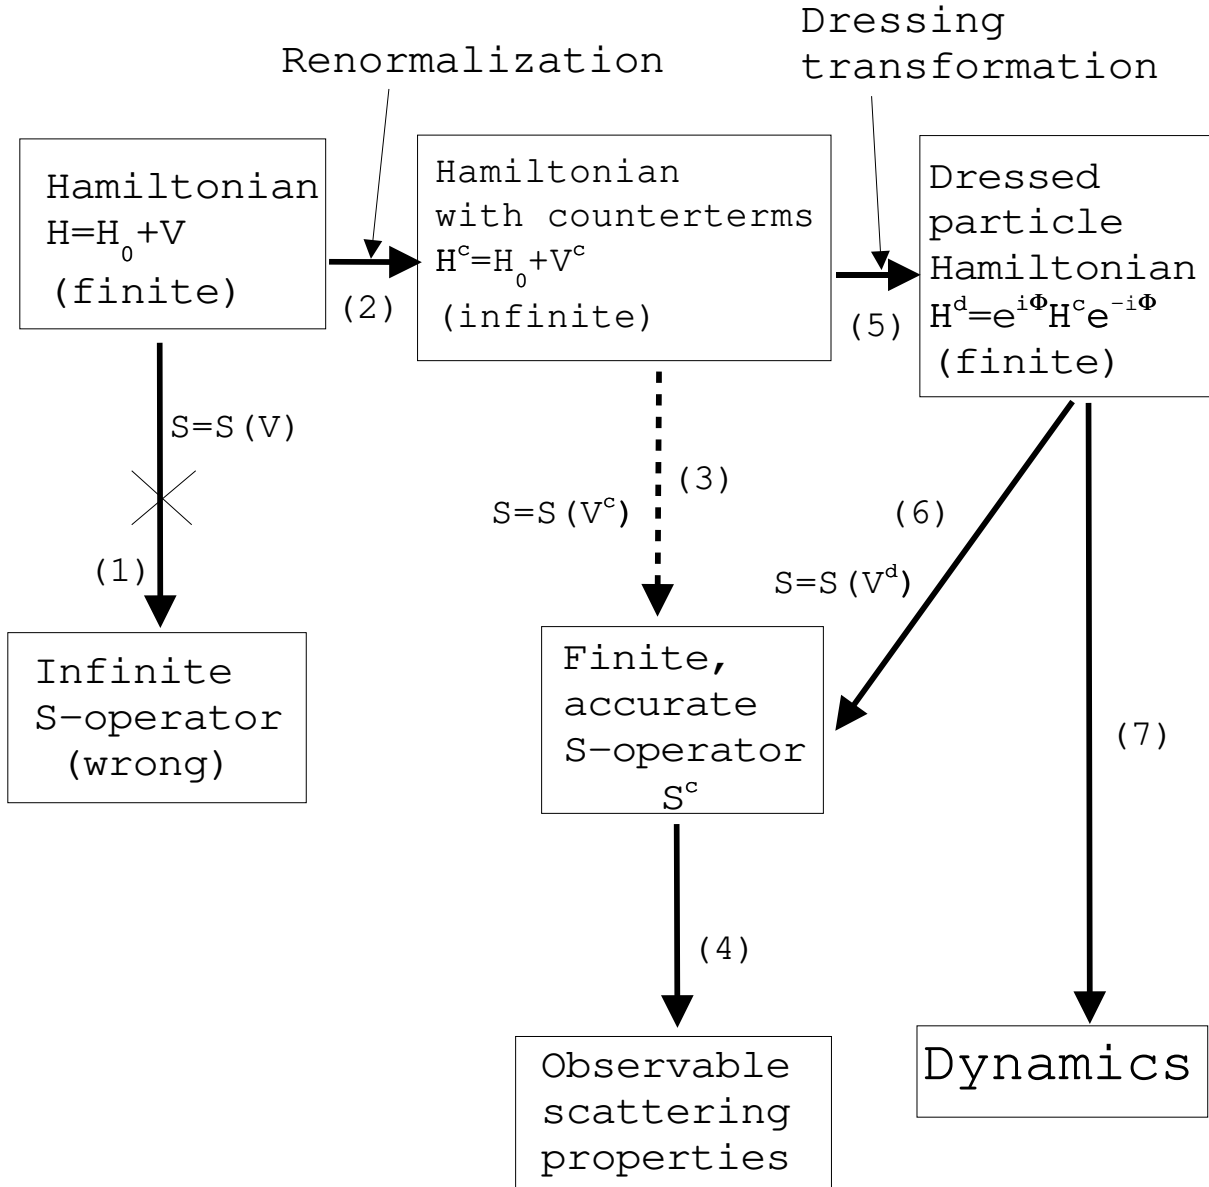 Renormalization
Dressing
transformation
Hamiltonian
H=H₀+V
(finite)
(2)
Hamiltonian
with counterterms
Hᶜ=H₀+Vᶜ
(infinite)
(5)
Dressed
particle
Hamiltonian
Hᵈ=e^{iΦ}Hᶜe^{-iΦ}
(finite)
S=S(V)
(1)
S=S(Vᶜ)
(3)
(6)
S=S(Vᵈ)
(7)
Infinite
S-operator
(wrong)
Finite,
accurate
S-operator
Sᶜ
(4)
Observable
scattering
properties
Dynamics